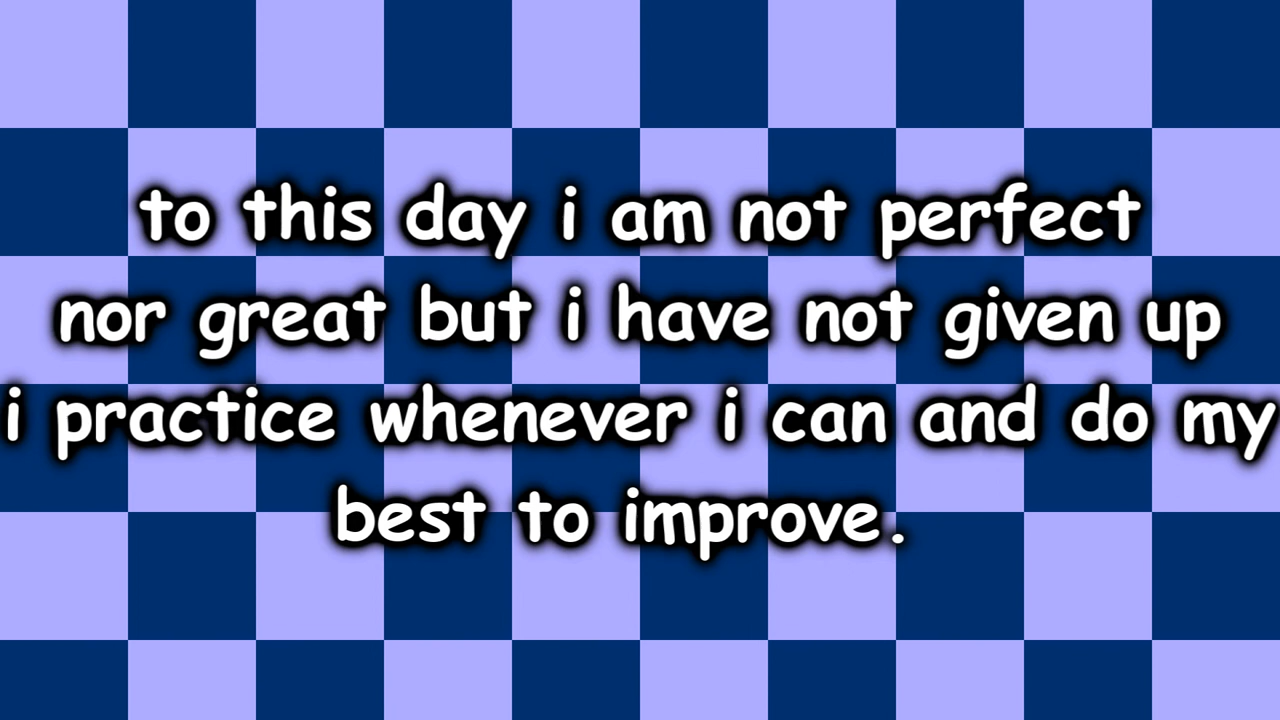 to this day i am not perfect
nor great but i have not given up
i practice whenever i can and do my
best to improve.